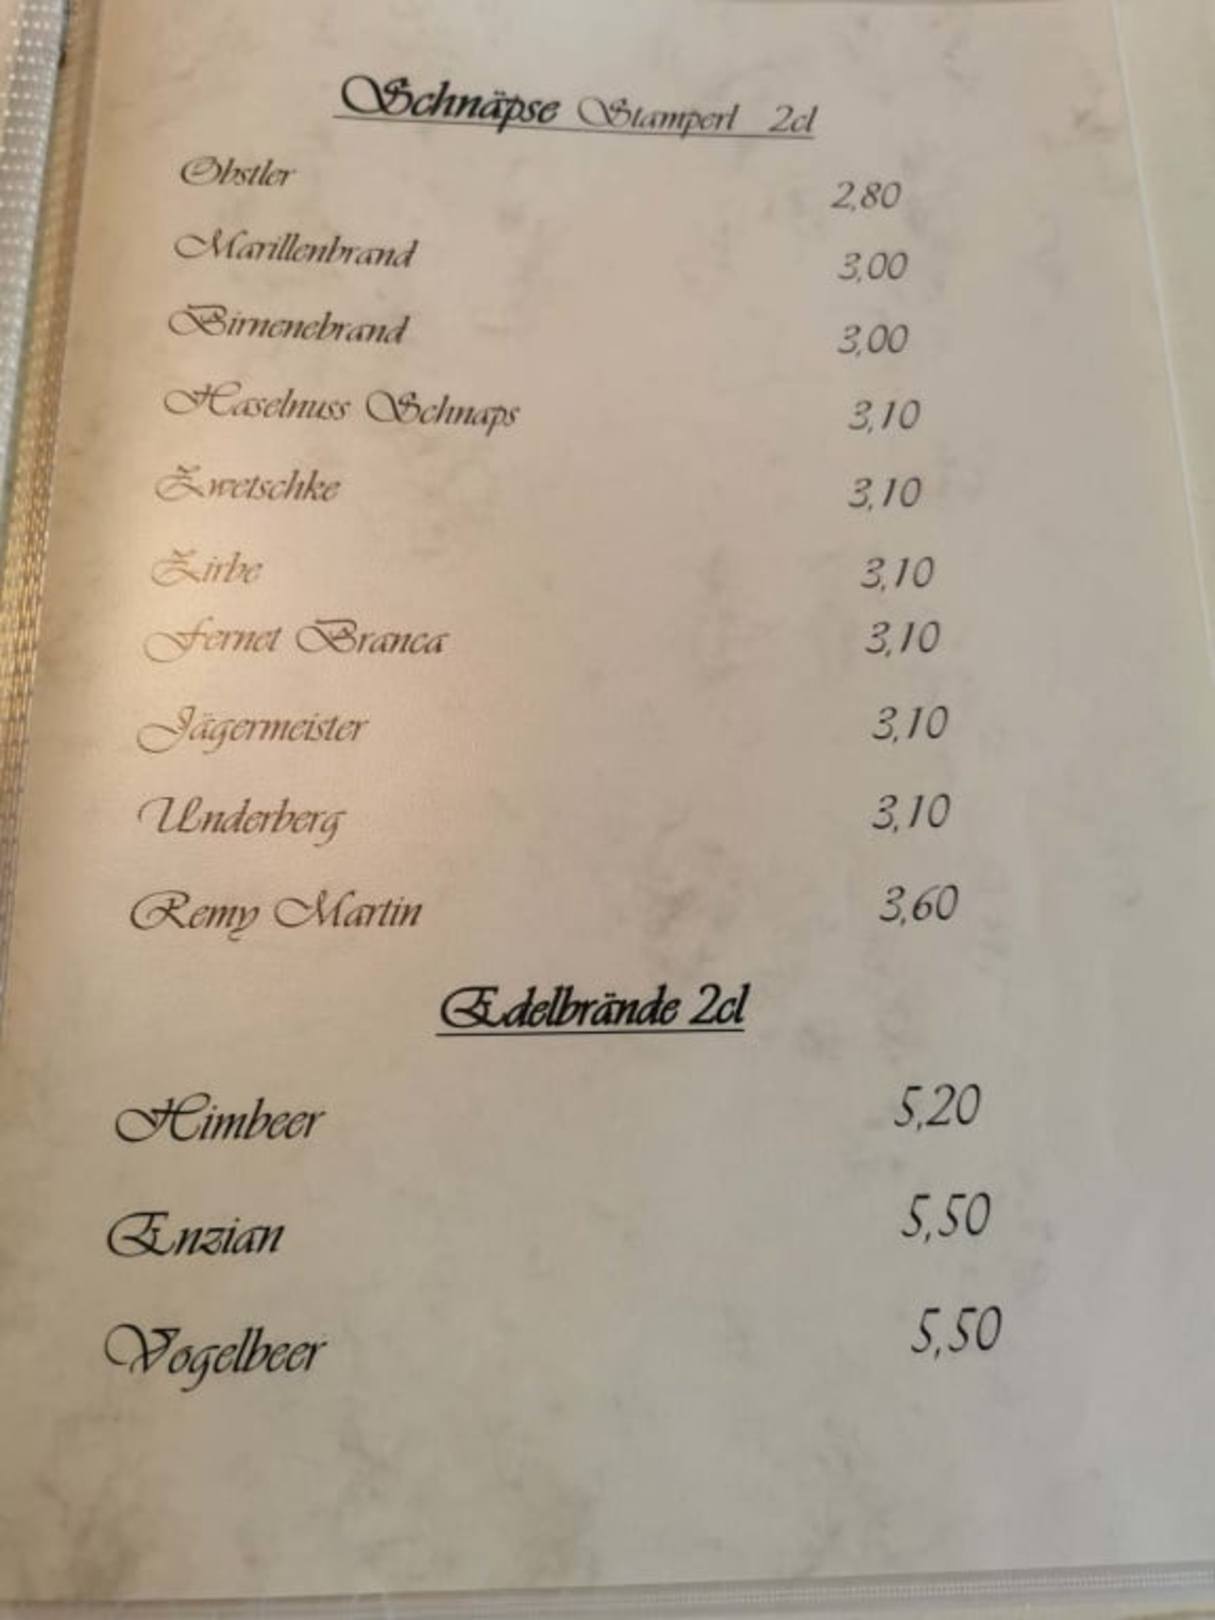 Schnäpse Stamperl 2cl
Obstler 2,80
Marillenbrand 3,00
Birnenebrand 3,00
Haselnuss Schnaps 3,10
Zwetschke 3,10
Zirbe 3,10
Fernet Branca 3,10
Jägermeister 3,10
Underberg 3,10
Remy Martin 3,60
Edelbrände 2cl
Himbeer 5,20
Enzian 5,50
Vogelbeer 5,50